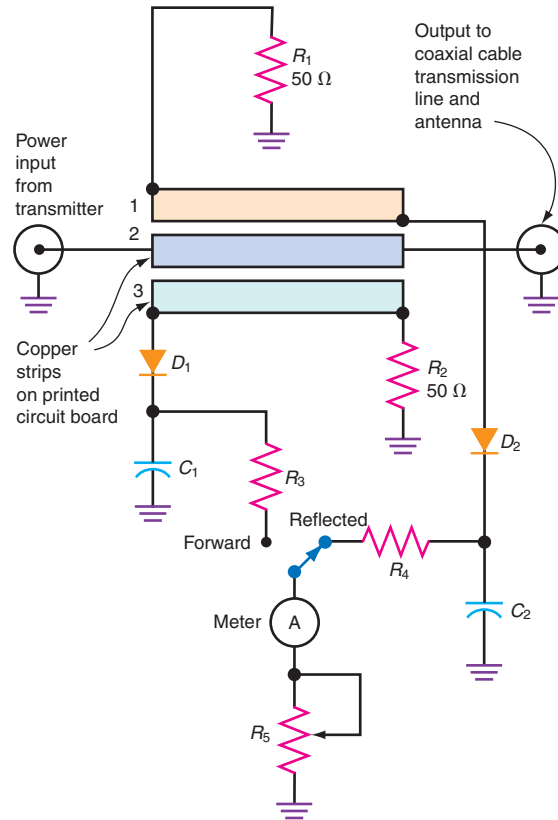 R1
50 Ω
Output to
coaxial cable
transmission
line and
antenna
Power
input
from
transmitter
1
2
3
Copper
strips
on printed
circuit board
D1
R2
50 Ω
D2
C1
R3
Reflected
Forward
R4
C2
Meter
A
R5